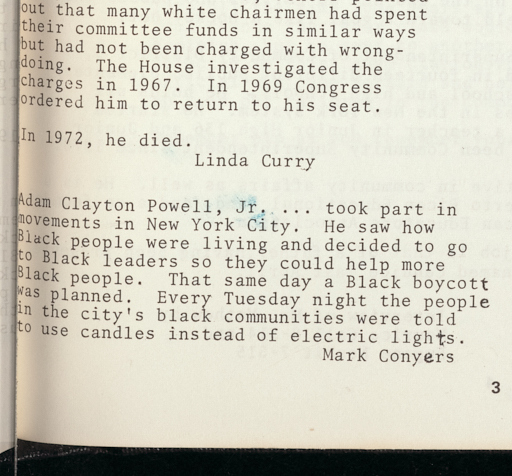 out that many white chairmen had spent
their committee funds in similar ways
but had not been charged with wrong-
doing. The House investigated the
charges in 1967. In 1969 Congress
ordered him to return to his seat.
In 1972, he died.
Linda Curry
Adam Clayton Powell, Jr. .... took part in
movements in New York City. He saw how
Black people were living and decided to go
to Black leaders so they could help more
Black people. That same day a Black boycott
was planned. Every Tuesday night the people
in the city's black communities were told
to use candles instead of electric lights.
Mark Conyers
3